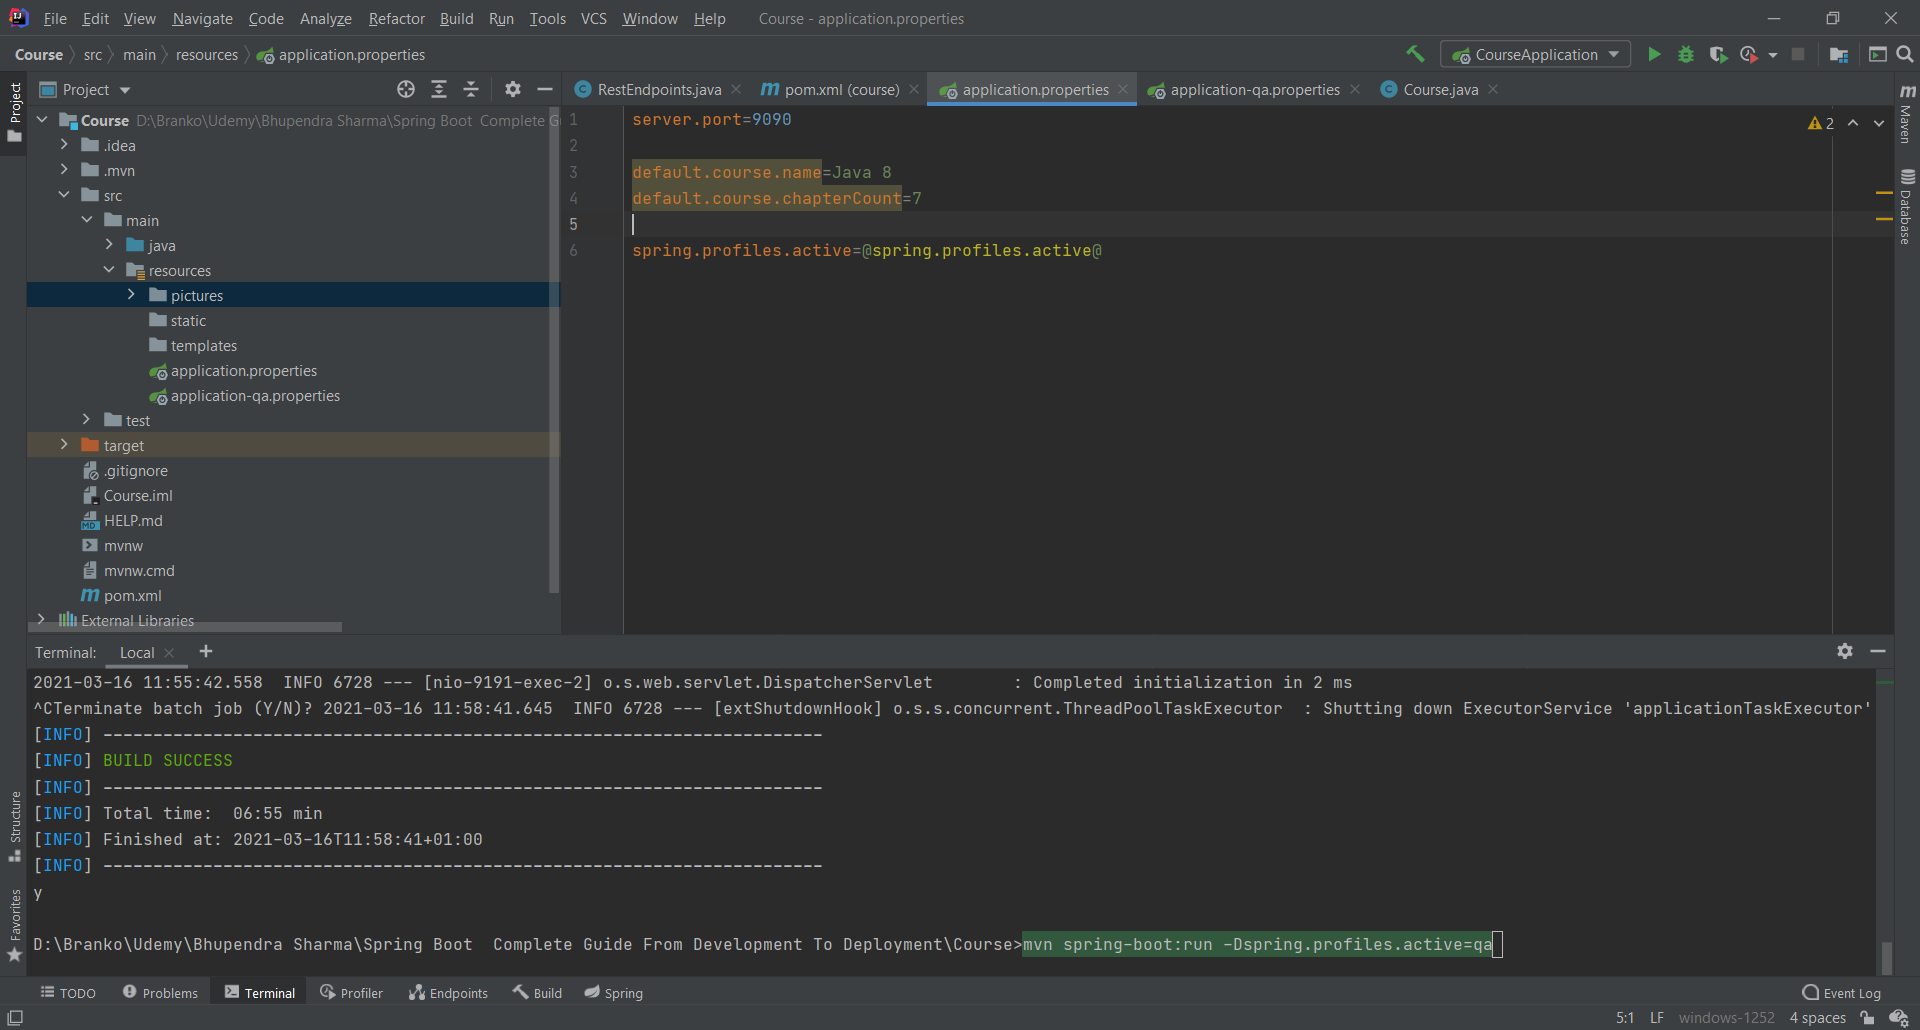 File Edit View Navigate Code Analyze Refactor Build Run Tools VCS Window Help Course - application.properties
Course src main resources application.properties CourseApplication
Project
RestEndpoints.java pom.xml (course) application.properties application-qa.properties Course.java
Project
Course D:\Branko\Udemy\Bhupendra Sharma\Spring Boot Complete G
.idea
.mvn
src
main
java
resources
pictures
static
templates
application.properties
application-qa.properties
test
target
.gitignore
Course.iml
HELP.md
mvnw
mvnw.cmd
pom.xml
External Libraries
1 server.port=9090
2
3 default.course.name=Java 8
4 default.course.chapterCount=7
5
6 spring.profiles.active=@spring.profiles.active@
2
Maven
Database
Terminal: Local
2021-03-16 11:55:42.558 INFO 6728 --- [nio-9191-exec-2] o.s.web.servlet.DispatcherServlet : Completed initialization in 2 ms
^CTerminate batch job (Y/N)? 2021-03-16 11:58:41.645 INFO 6728 --- [extShutdownHook] o.s.s.concurrent.ThreadPoolTaskExecutor : Shutting down ExecutorService 'applicationTaskExecutor'
[INFO] ------------------------------------------------------------------------
[INFO] BUILD SUCCESS
[INFO] ------------------------------------------------------------------------
[INFO] Total time: 06:55 min
[INFO] Finished at: 2021-03-16T11:58:41+01:00
[INFO] ------------------------------------------------------------------------
y
D:\Branko\Udemy\Bhupendra Sharma\Spring Boot  Complete Guide From Development To Deployment\Course>mvn spring-boot:run -Dspring.profiles.active=qa
Structure
Favorites
TODO Problems Terminal Profiler Endpoints Build Spring Event Log
5:1 LF windows-1252 4 spaces